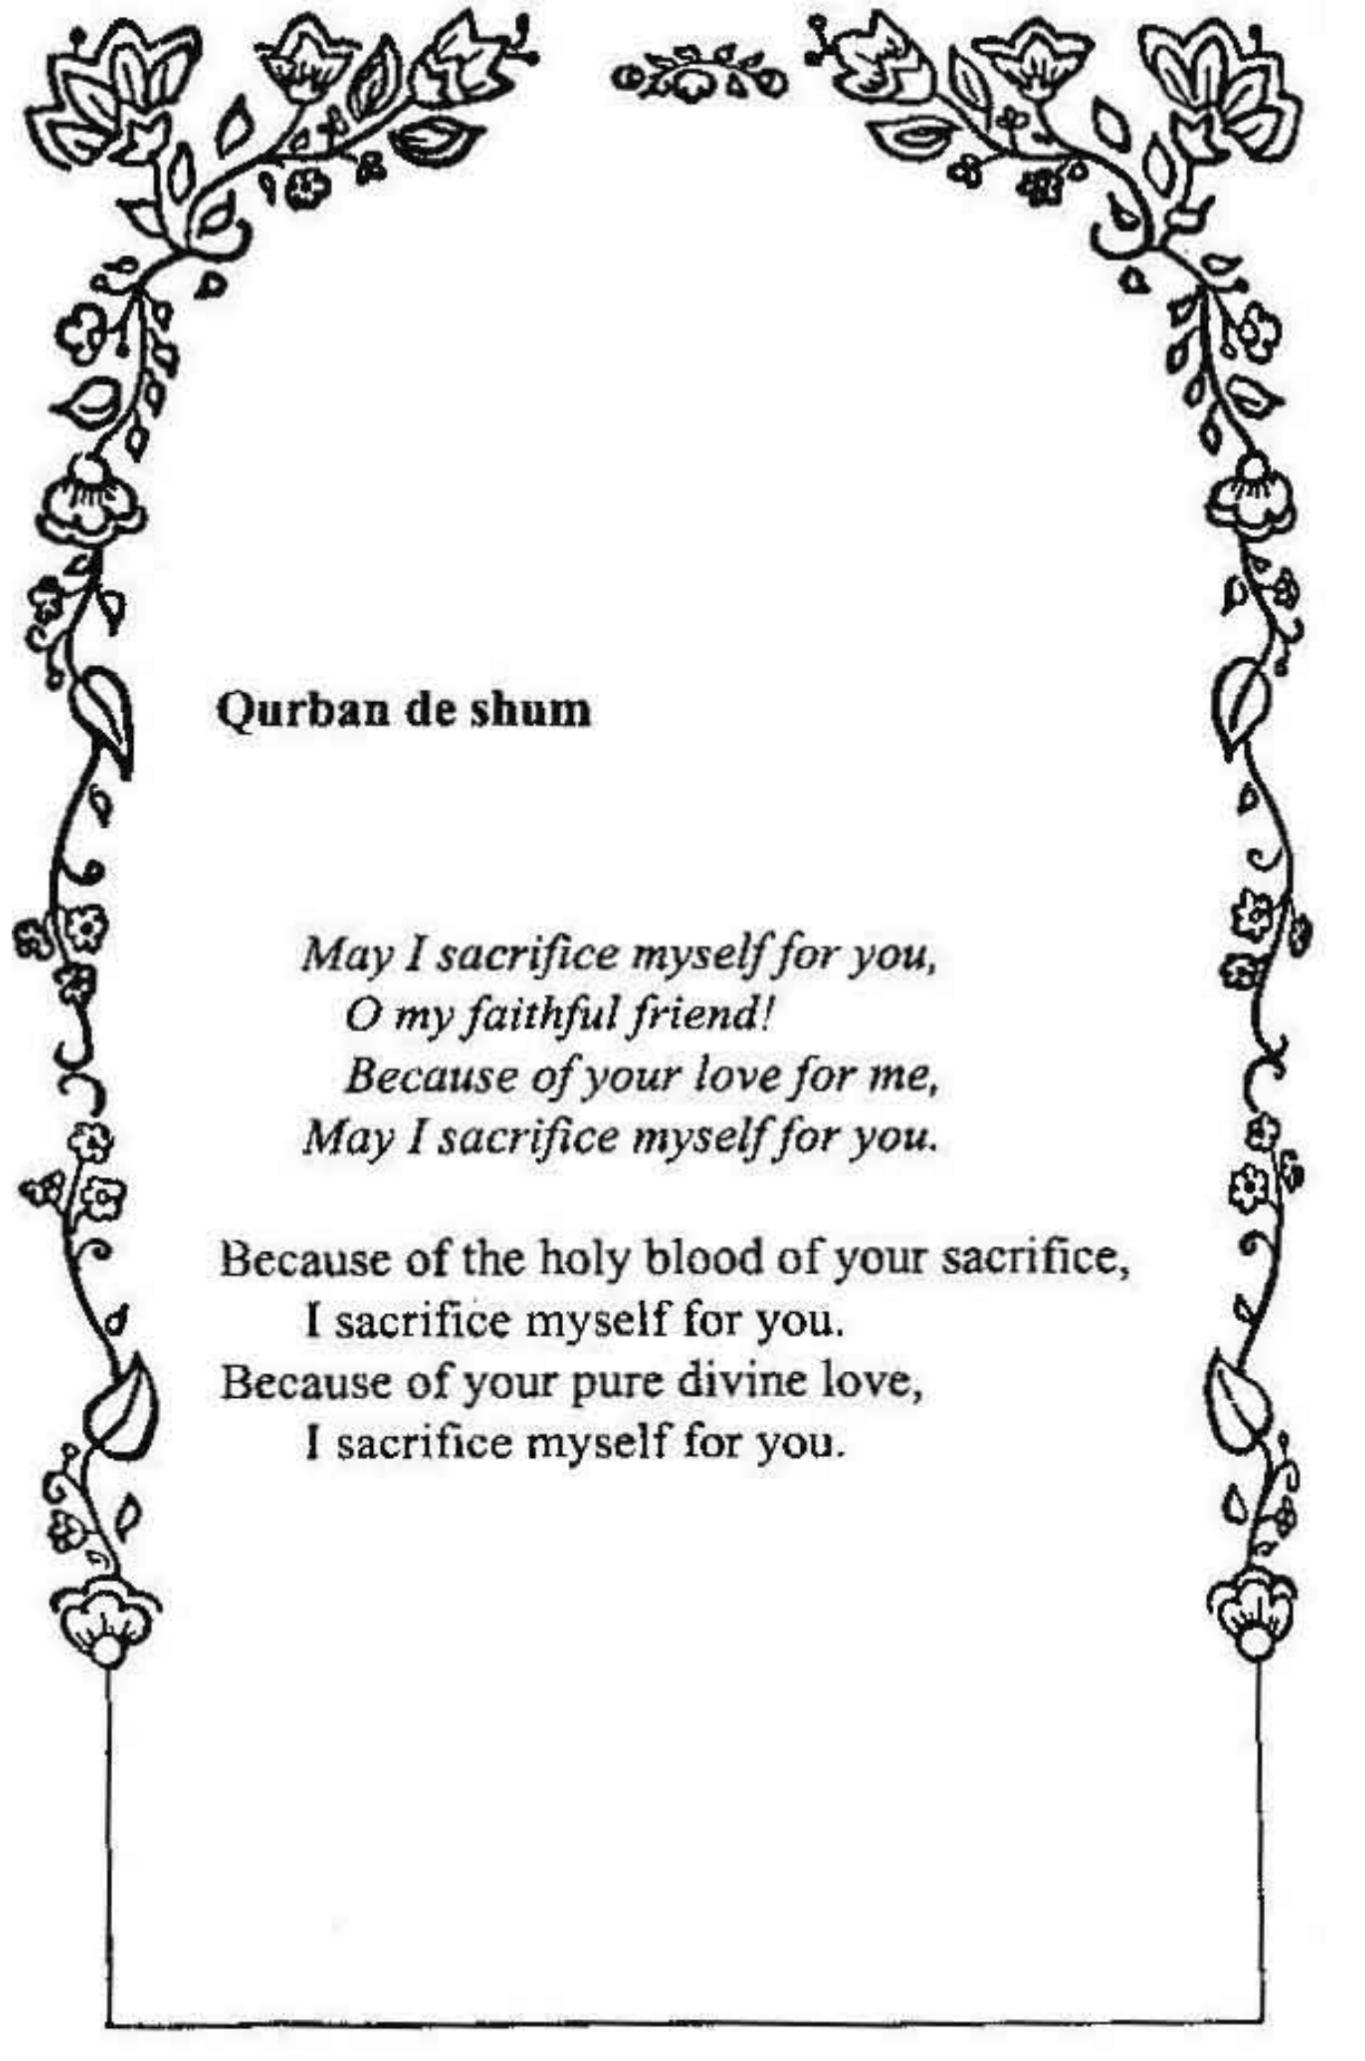 Qurban de shum
May I sacrifice myself for you,
O my faithful friend!
Because of your love for me,
May I sacrifice myself for you.
Because of the holy blood of your sacrifice,
I sacrifice myself for you.
Because of your pure divine love,
I sacrifice myself for you.